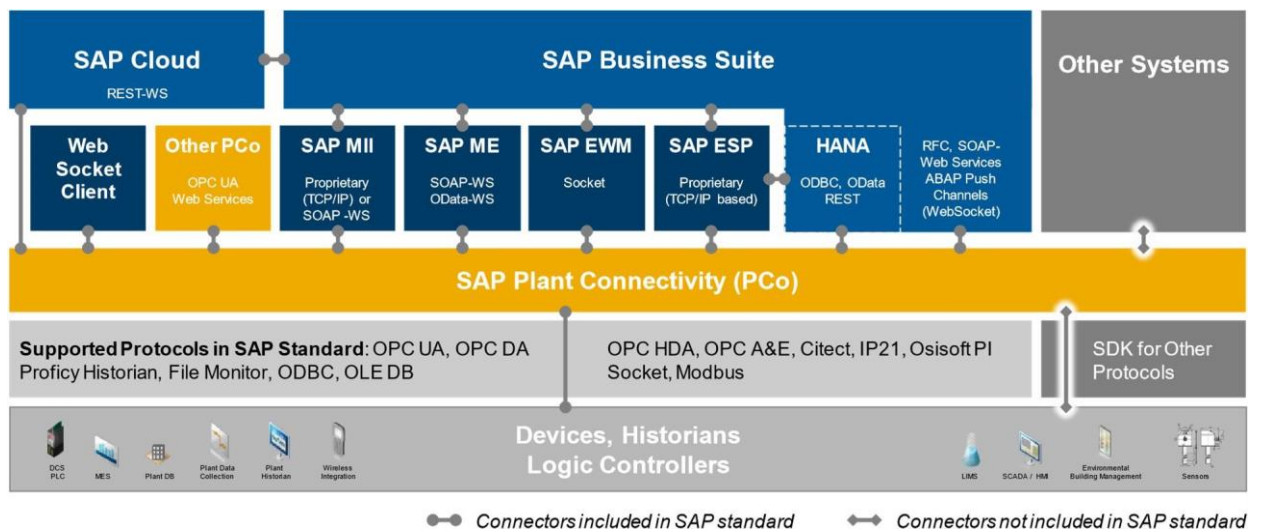 SAP Cloud
REST-WS
SAP Business Suite
Other Systems
Web
Socket
Client
Other PCo
OPC UA
Web Services
SAP MII
Proprietary
(TCP/IP) or
SOAP -WS
SAP ME
SOAP-WS
OData-WS
SAP EWM
Socket
SAP ESP
Proprietary
(TCP/IP based)
HANA
ODBC, OData
REST
RFC, SOAP-
Web Services
ABAP Push
Channels
(WebSocket)
SAP Plant Connectivity (PCo)
Supported Protocols in SAP Standard: OPC UA, OPC DA
Proficy Historian, File Monitor, ODBC, OLE DB
OPC HDA, OPC A&E, Citect, IP21, Osisoft PI
Socket, Modbus
SDK for Other
Protocols
Devices, Historians
Logic Controllers
DCS
PLC
MES
Plant DB
Plant Data
Collection
Plant
Historian
Wireless
Integration
LIMS
SCADA / HMI
Environmental
Building Management
Sensors
Connectors included in SAP standard
Connectors not included in SAP standard